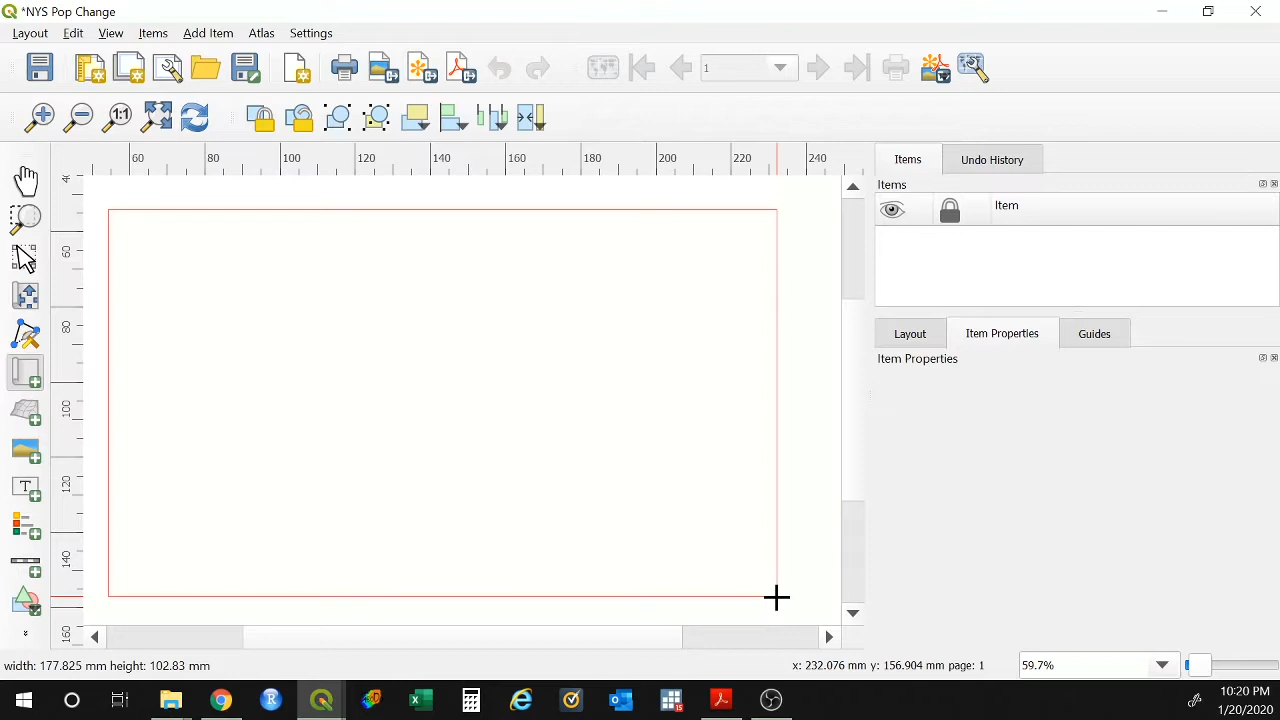 *NYS Pop Change
Layout Edit View Items Add Item Atlas Settings
1
1:1
60 80 100 120 140 160 180 200 220 240
Items Undo History
Items
Item
Layout Item Properties Guides
Item Properties
60
80
100
120
140
160
T
width: 177.825 mm height: 102.83 mm
x: 232.076 mm y: 156.904 mm page: 1
59.7%
10:20 PM
1/20/2020